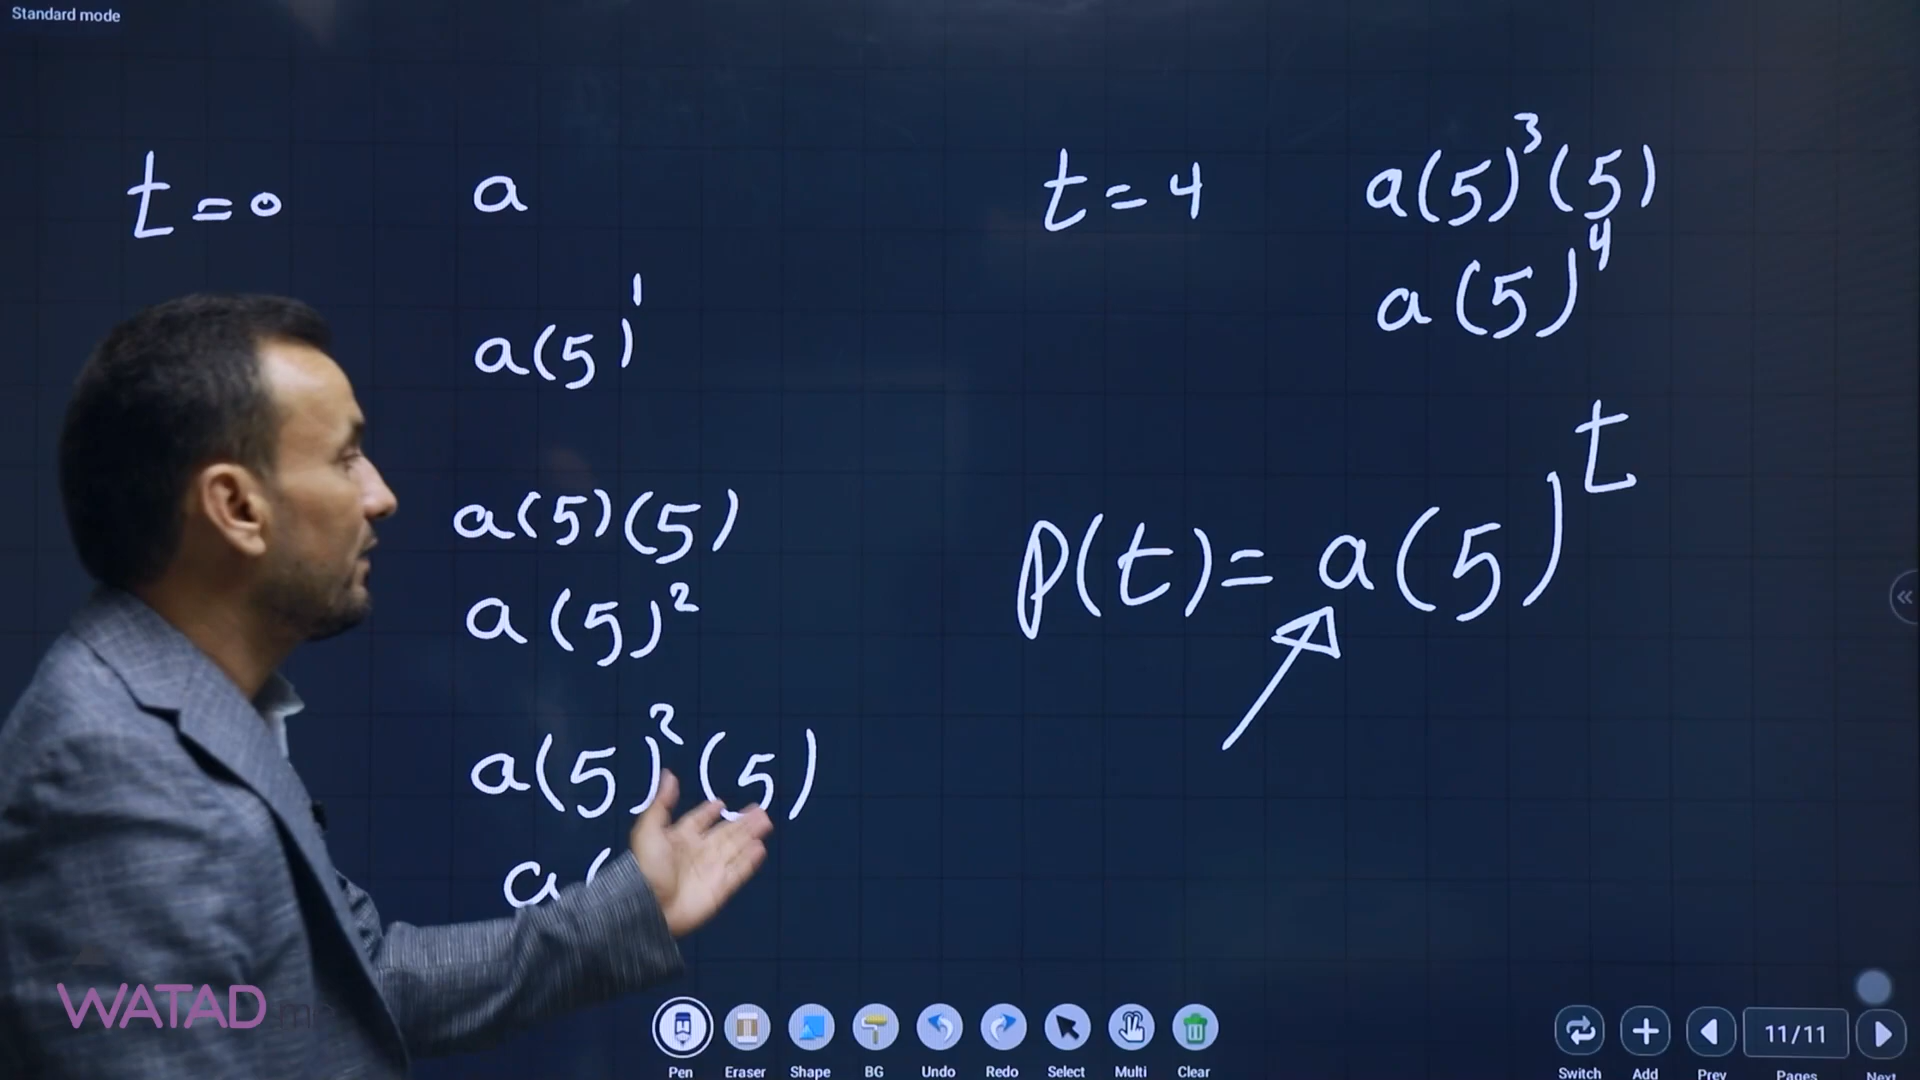 Standard mode
t=0 a
a(5)¹
a(5)(5)
a(5)²
a(5)²(5)
a(
t=4 a(5)³(5)
a(5)⁴
P(t)=a(5)^t
WATAD
Pen Eraser Shape BG Undo Redo Select Multi Clear
Switch Add Prev 11/11 Pages Next